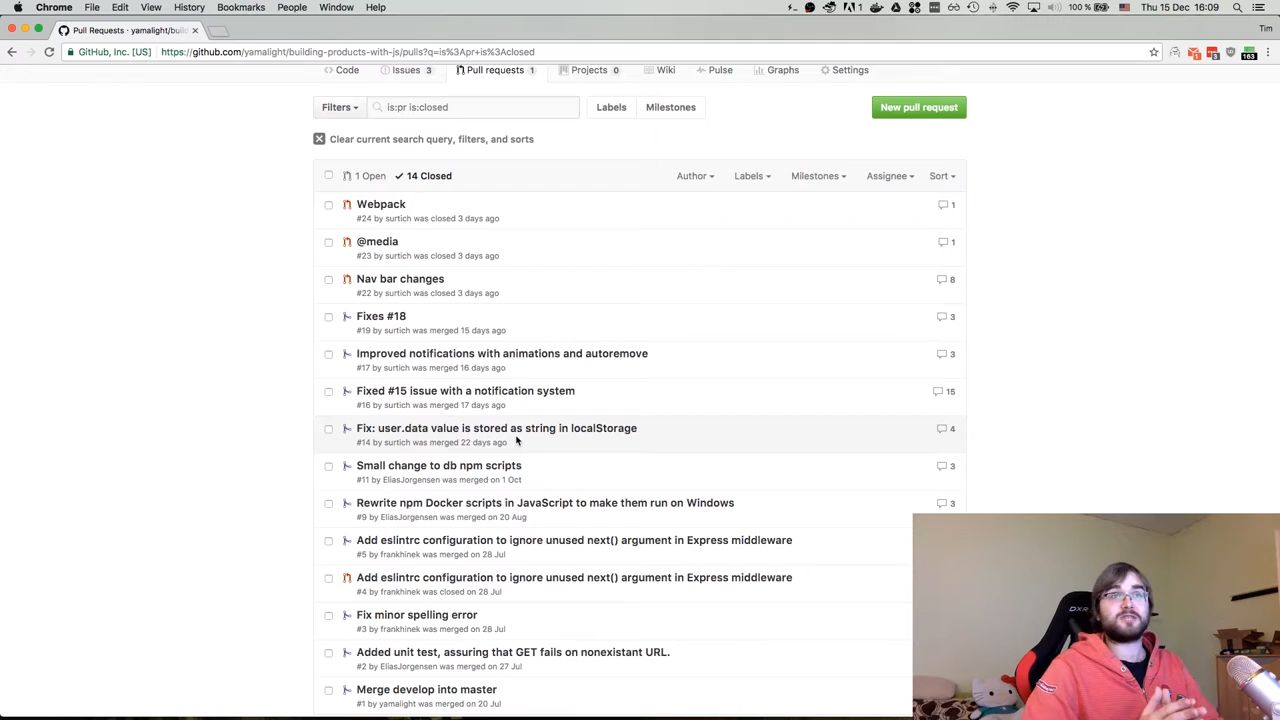 Chrome File Edit View History Bookmarks People Window Help 100 % Thu 15 Dec 16:09
Pull Requests · yamalight/buil Tim
GitHub, Inc. [US] https://github.com/yamalight/building-products-with-js/pulls?q=is%3Apr+is%3Aclosed
Code Issues 3 Pull requests 1 Projects 0 Wiki Pulse Graphs Settings
Filters is:pr is:closed Labels Milestones New pull request
Clear current search query, filters, and sorts
1 Open 14 Closed Author Labels Milestones Assignee Sort
Webpack 1
#24 by surtich was closed 3 days ago
@media 1
#23 by surtich was closed 3 days ago
Nav bar changes 8
#22 by surtich was closed 3 days ago
Fixes #18 3
#19 by surtich was merged 15 days ago
Improved notifications with animations and autoremove 3
#17 by surtich was merged 16 days ago
Fixed #15 issue with a notification system 15
#16 by surtich was merged 17 days ago
Fix: user.data value is stored as string in localStorage 4
#14 by surtich was merged 22 days ago
Small change to db npm scripts 3
#11 by EliasJorgensen was merged on 1 Oct
Rewrite npm Docker scripts in JavaScript to make them run on Windows 3
#9 by EliasJorgensen was merged on 20 Aug
Add eslintrc configuration to ignore unused next() argument in Express middleware
#5 by frankhinek was merged on 28 Jul
Add eslintrc configuration to ignore unused next() argument in Express middleware
#4 by frankhinek was closed on 28 Jul
Fix minor spelling error
#3 by frankhinek was merged on 28 Jul
Added unit test, assuring that GET fails on nonexistant URL.
#2 by EliasJorgensen was merged on 27 Jul
Merge develop into master
#1 by yamalight was merged on 20 Jul